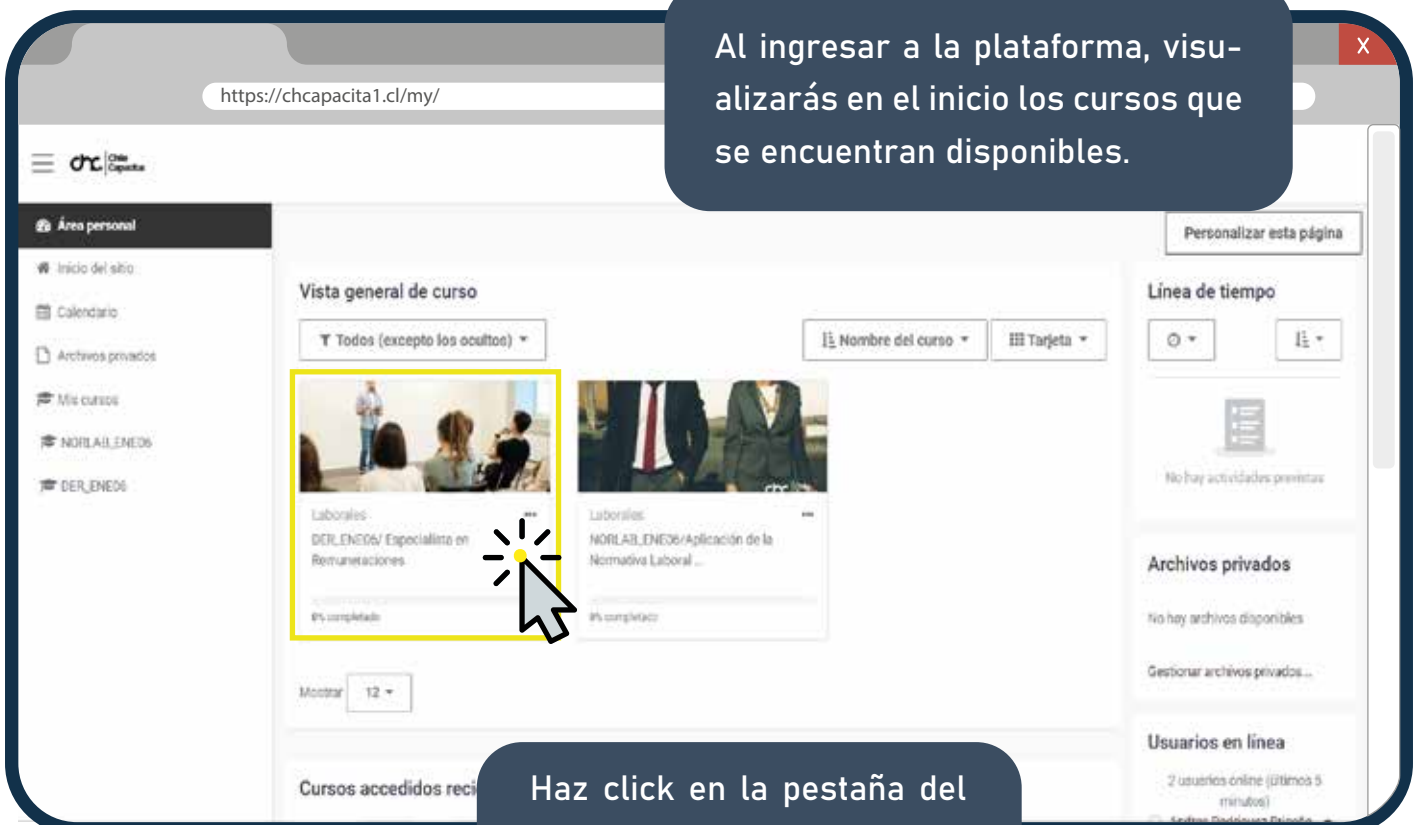 Al ingresar a la plataforma, visu-
alizarás en el inicio los cursos que
se encuentran disponibles.
X
https://chcapacita1.cl/my/
chc Chile
Capacita
Área personal
Personalizar esta página
Inicio del sitio
Calendario
Archivos privados
Mis cursos
NORLAB_ENE06
DER_ENE06
Vista general de curso
Todos (excepto los ocultos)
Nombre del curso
Tarjeta
chc
Laborales
DER_ENE06/ Especialista en
Remuneraciones
0% completado
Laborales
NORLAB_ENE06/Aplicación de la
Normativa Laboral ...
0% completado
Mostrar 12
Línea de tiempo
No hay actividades previstas
Archivos privados
No hay archivos disponibles
Gestionar archivos privados...
Usuarios en línea
2 usuarios online (últimos 5
minutos)
Cursos accedidos reci
Haz click en la pestaña del